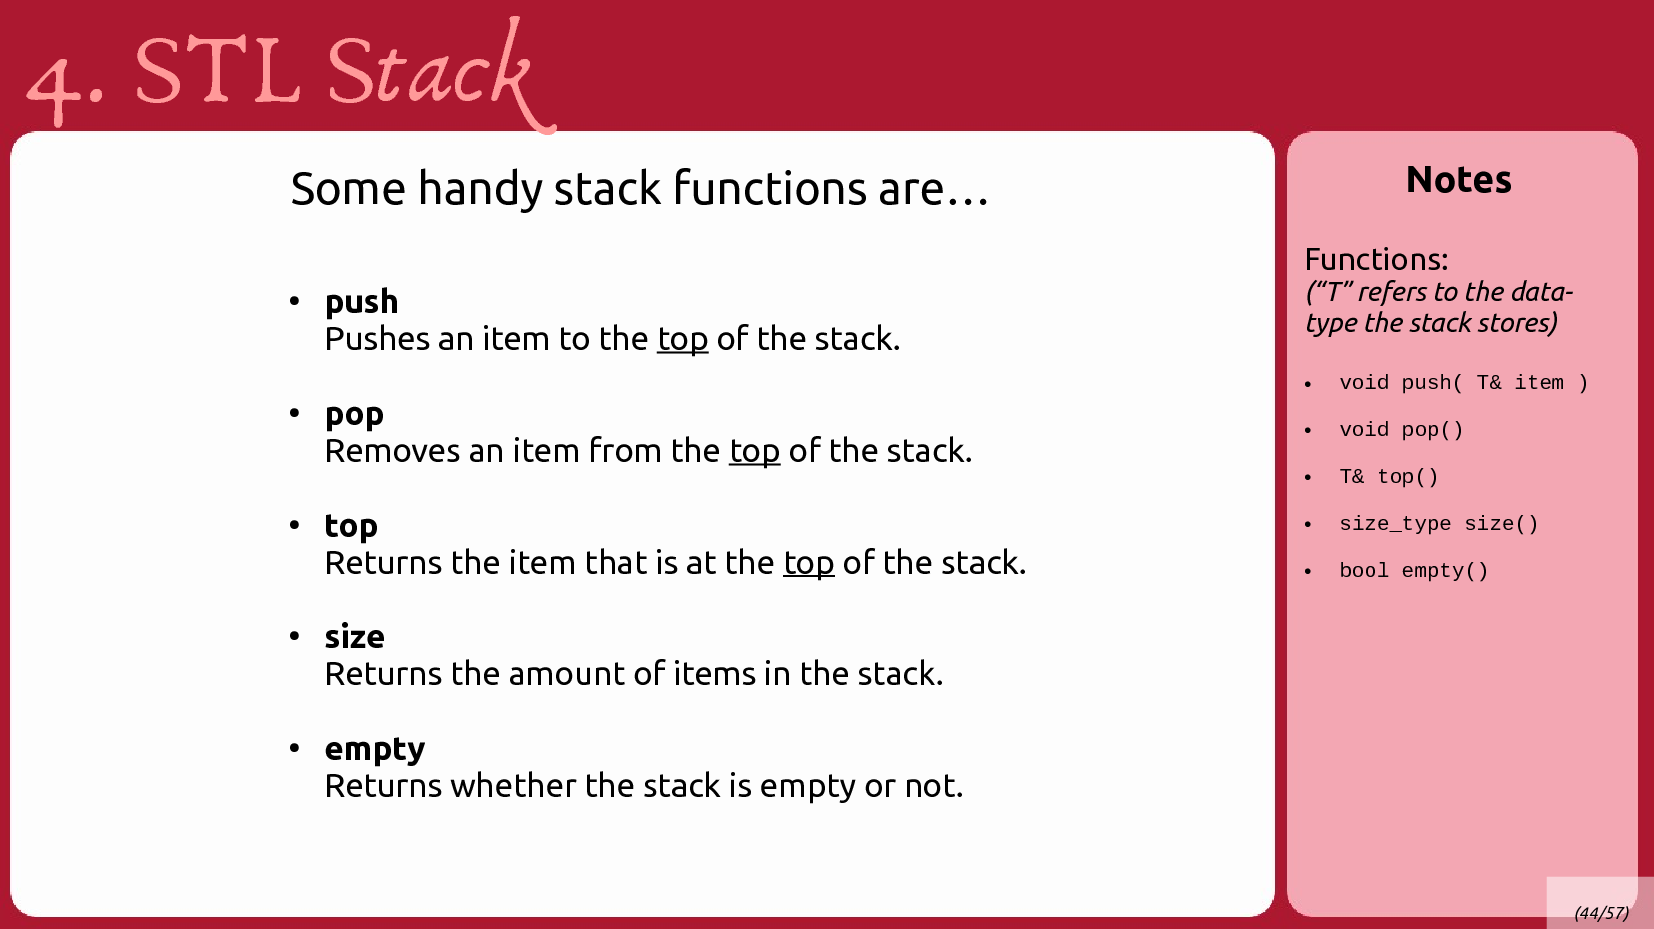 4. STL Stack
Some handy stack functions are…
• push
Pushes an item to the top of the stack.
• pop
Removes an item from the top of the stack.
• top
Returns the item that is at the top of the stack.
• size
Returns the amount of items in the stack.
• empty
Returns whether the stack is empty or not.
Notes
Functions:
(“T” refers to the data-
type the stack stores)
• void push( T& item )
• void pop()
• T& top()
• size_type size()
• bool empty()
(44/57)